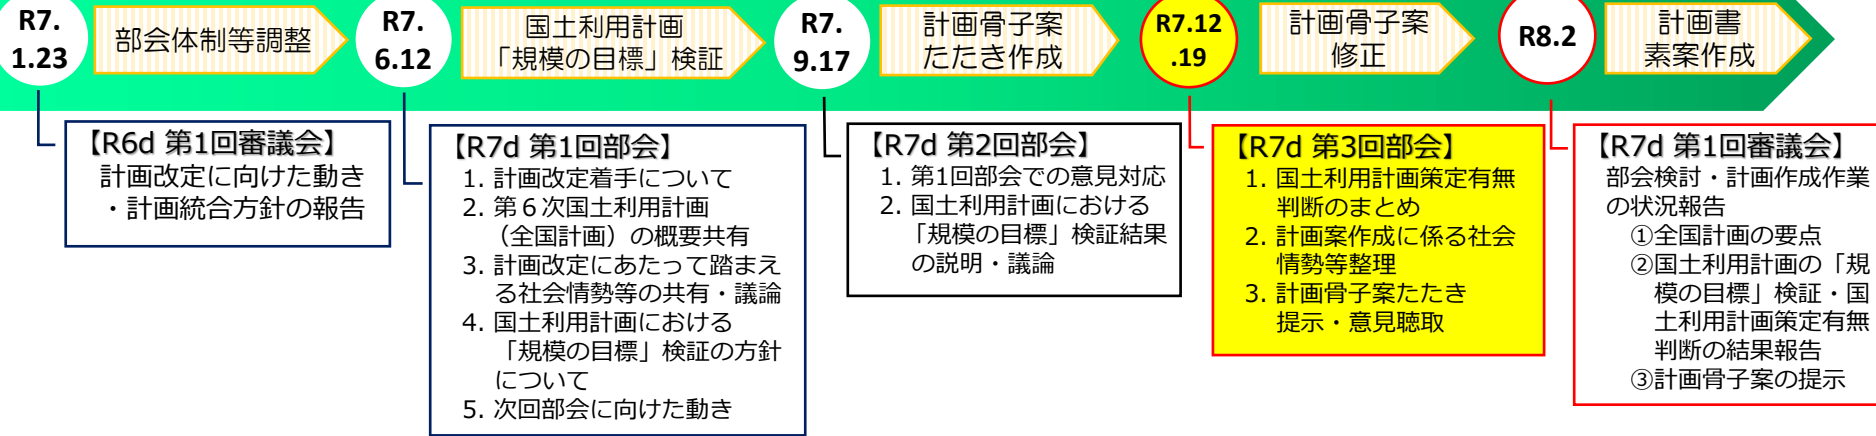 R7.
1.23
部会体制等調整
R7.
6.12
国土利用計画
「規模の目標」検証
R7.
9.17
計画骨子案
たたき作成
R7.12
.19
計画骨子案
修正
R8.2
計画書
素案作成
【R6d 第1回審議会】
計画改定に向けた動き
・計画統合方針の報告
【R7d 第1回部会】
1. 計画改定着手について
2. 第６次国土利用計画
（全国計画）の概要共有
3. 計画改定にあたって踏まえ
る社会情勢等の共有・議論
4. 国土利用計画における
「規模の目標」検証の方針
について
5. 次回部会に向けた動き
【R7d 第2回部会】
1. 第1回部会での意見対応
2. 国土利用計画における
「規模の目標」検証結果
の説明・議論
【R7d 第3回部会】
1. 国土利用計画策定有無
判断のまとめ
2. 計画案作成に係る社会
情勢等整理
3. 計画骨子案たたき
提示・意見聴取
【R7d 第1回審議会】
部会検討・計画作成作業
の状況報告
①全国計画の要点
②国土利用計画の「規
模の目標」検証・国
土利用計画策定有無
判断の結果報告
③計画骨子案の提示